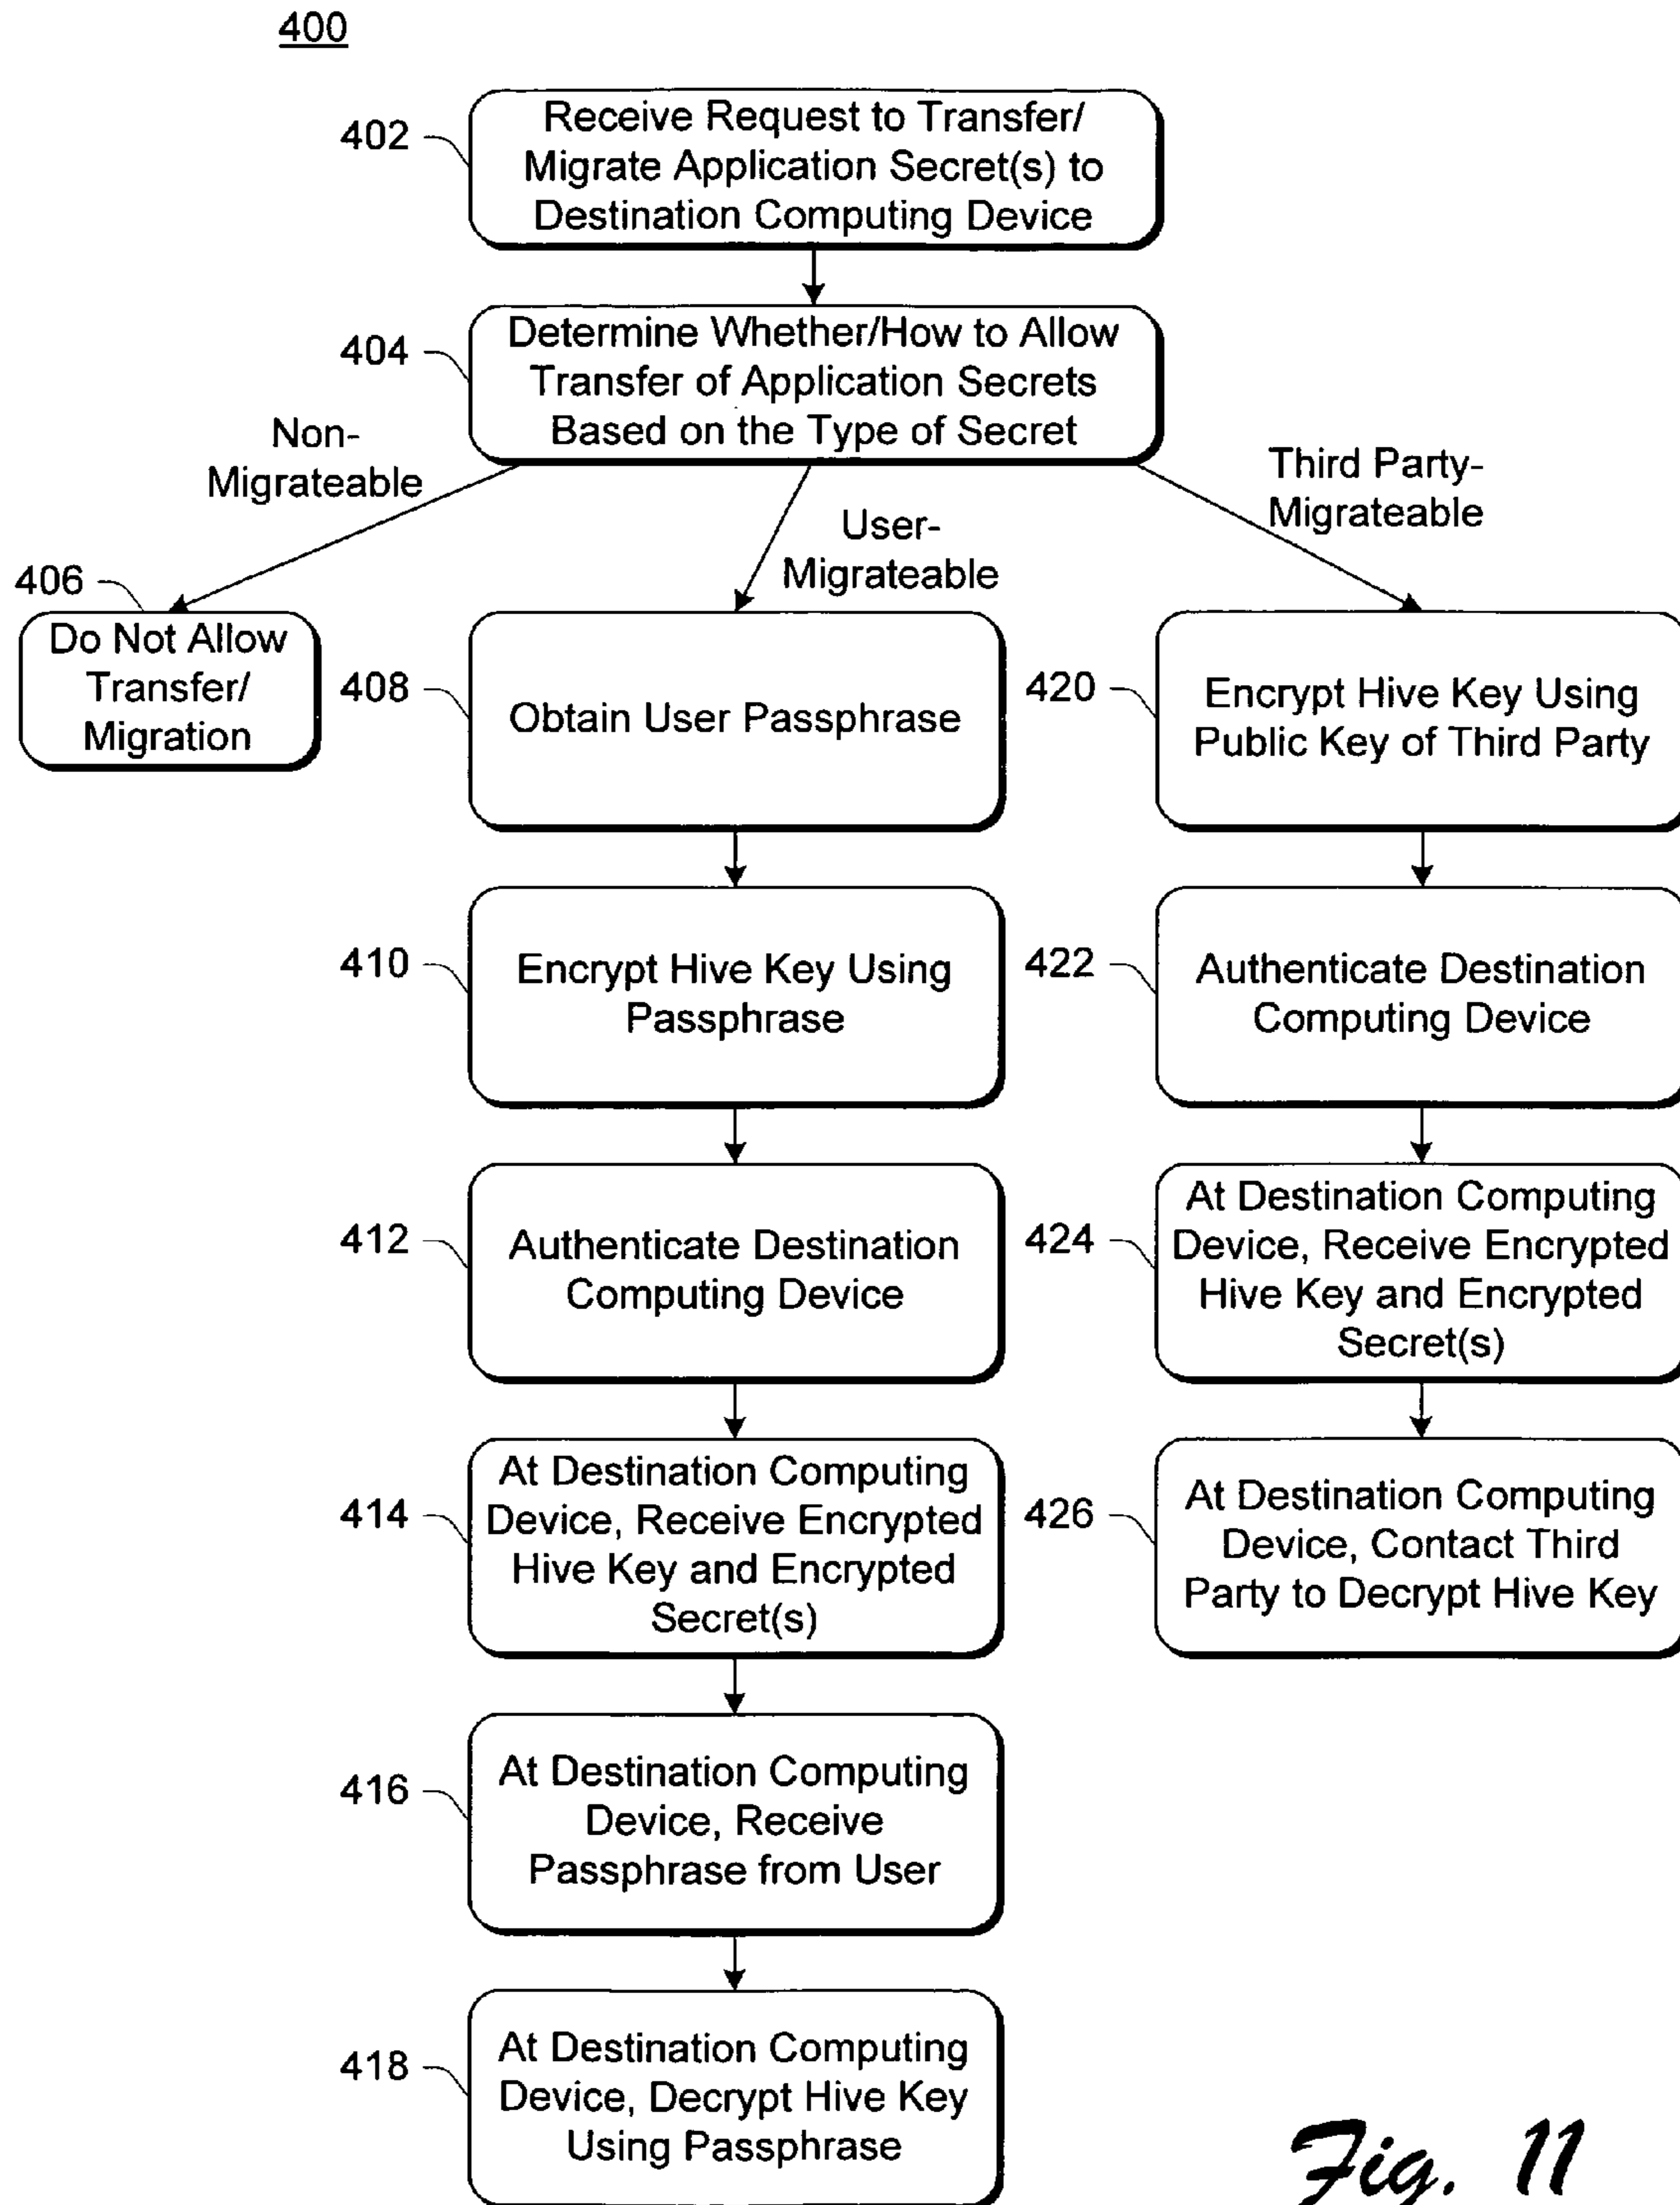 400
402
Receive Request to Transfer/
Migrate Application Secret(s) to
Destination Computing Device
404
Determine Whether/How to Allow
Transfer of Application Secrets
Based on the Type of Secret
Non-
Migrateable
User-
Migrateable
Third Party-
Migrateable
406
Do Not Allow
Transfer/
Migration
408
Obtain User Passphrase
410
Encrypt Hive Key Using
Passphrase
412
Authenticate Destination
Computing Device
414
At Destination Computing
Device, Receive Encrypted
Hive Key and Encrypted
Secret(s)
416
At Destination Computing
Device, Receive
Passphrase from User
418
At Destination Computing
Device, Decrypt Hive Key
Using Passphrase
420
Encrypt Hive Key Using
Public Key of Third Party
422
Authenticate Destination
Computing Device
424
At Destination Computing
Device, Receive Encrypted
Hive Key and Encrypted
Secret(s)
426
At Destination Computing
Device, Contact Third
Party to Decrypt Hive Key
Fig. 11